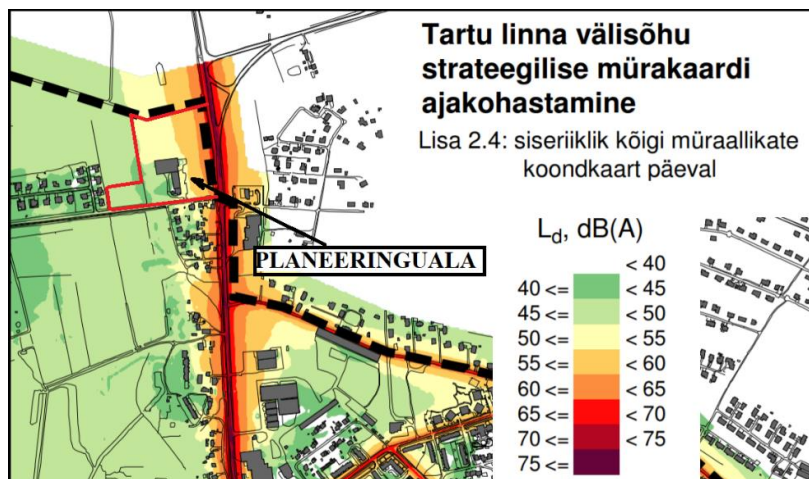 Tartu linna välisõhu
strateegilise mürakaardi
ajakohastamine
Lisa 2.4: siseriiklik kõigi müraallikate
koondkaart päeval
PLANEERINGUALA
L_d, dB(A)
< 40
40 <= < 45
45 <= < 50
50 <= < 55
55 <= < 60
60 <= < 65
65 <= < 70
70 <= < 75
75 <=